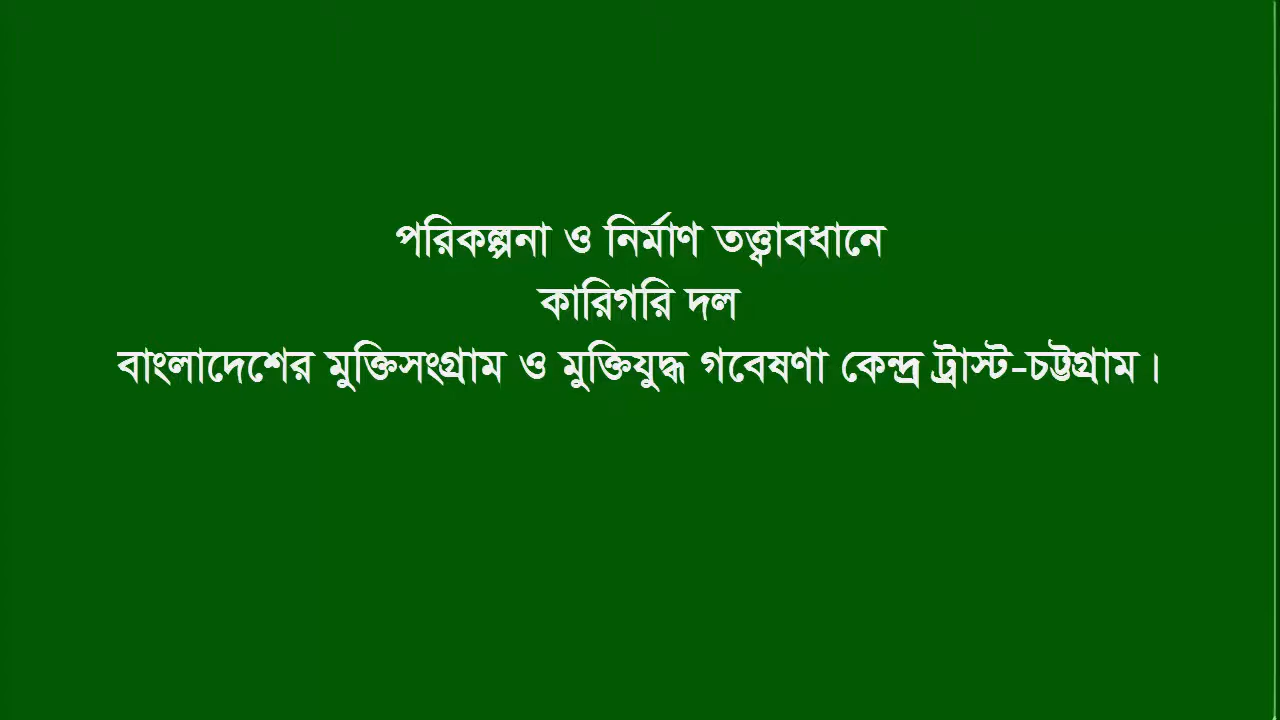 পরিকল্পনা ও নির্মাণ তত্ত্বাবধানে
কারিগরি দল
বাংলাদেশের মুক্তিসংগ্রাম ও মুক্তিযুদ্ধ গবেষণা কেন্দ্র ট্রাস্ট-চট্টগ্রাম।